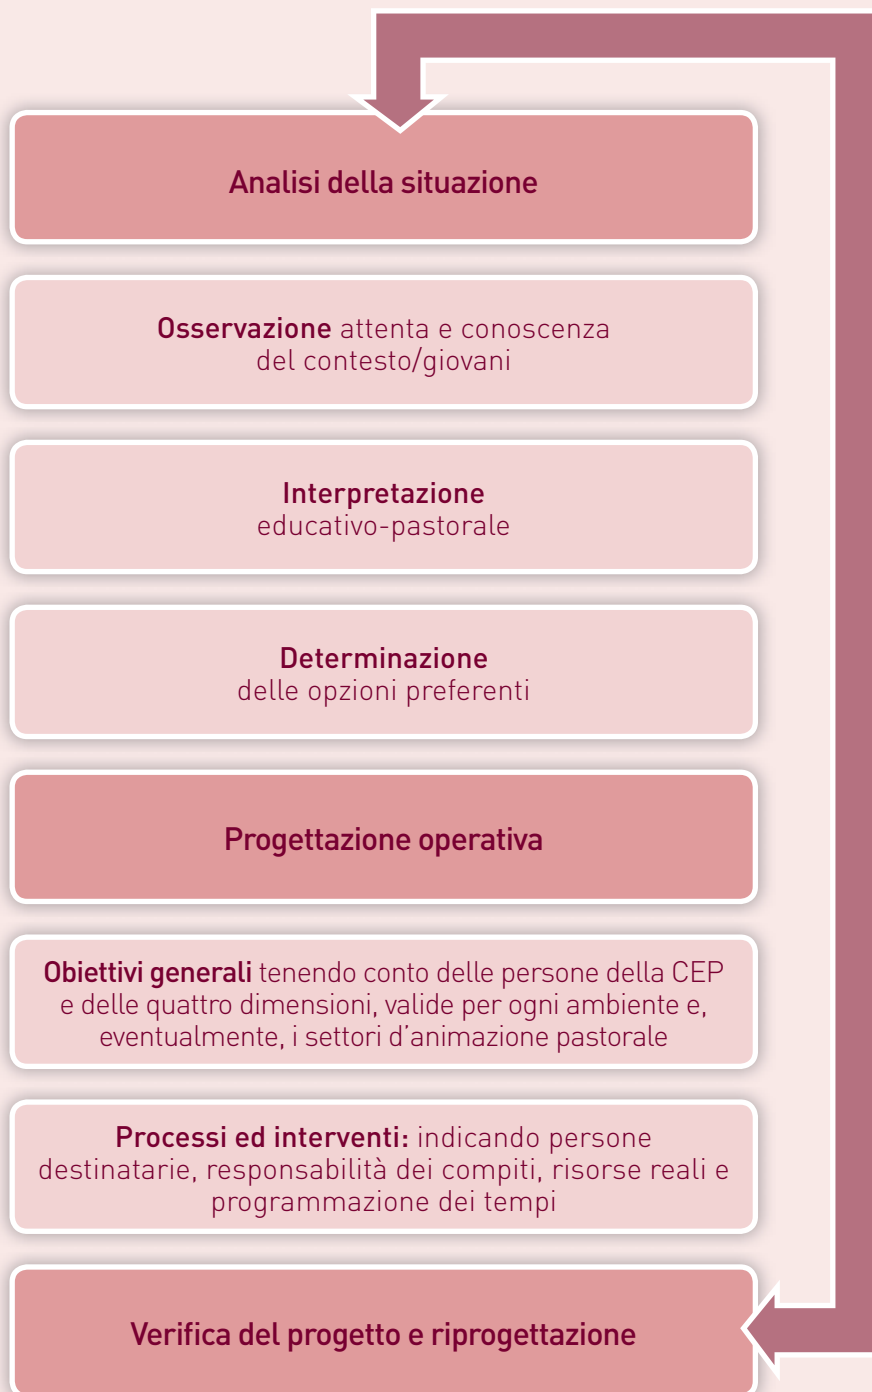 Analisi della situazione
Osservazione attenta e conoscenza
del contesto/giovani
Interpretazione
educativo-pastorale
Determinazione
delle opzioni preferenti
Progettazione operativa
Obiettivi generali tenendo conto delle persone della CEP
e delle quattro dimensioni, valide per ogni ambiente e,
eventualmente, i settori d’animazione pastorale
Processi ed interventi: indicando persone
destinatarie, responsabilità dei compiti, risorse reali e
programmazione dei tempi
Verifica del progetto e riprogettazione